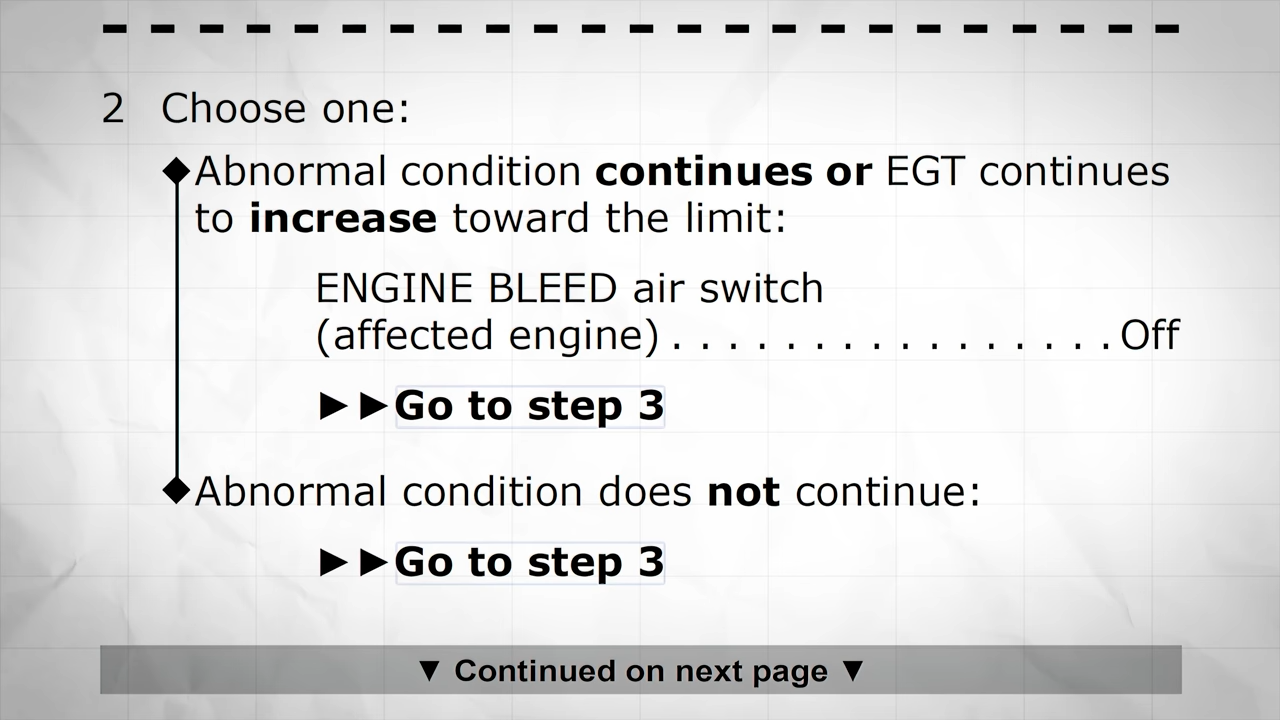 2 Choose one:
Abnormal condition continues or EGT continues
to increase toward the limit:
ENGINE BLEED air switch
(affected engine) . . . . . . . . . . . . . . . . Off
►►Go to step 3
Abnormal condition does not continue:
►►Go to step 3
▼ Continued on next page ▼